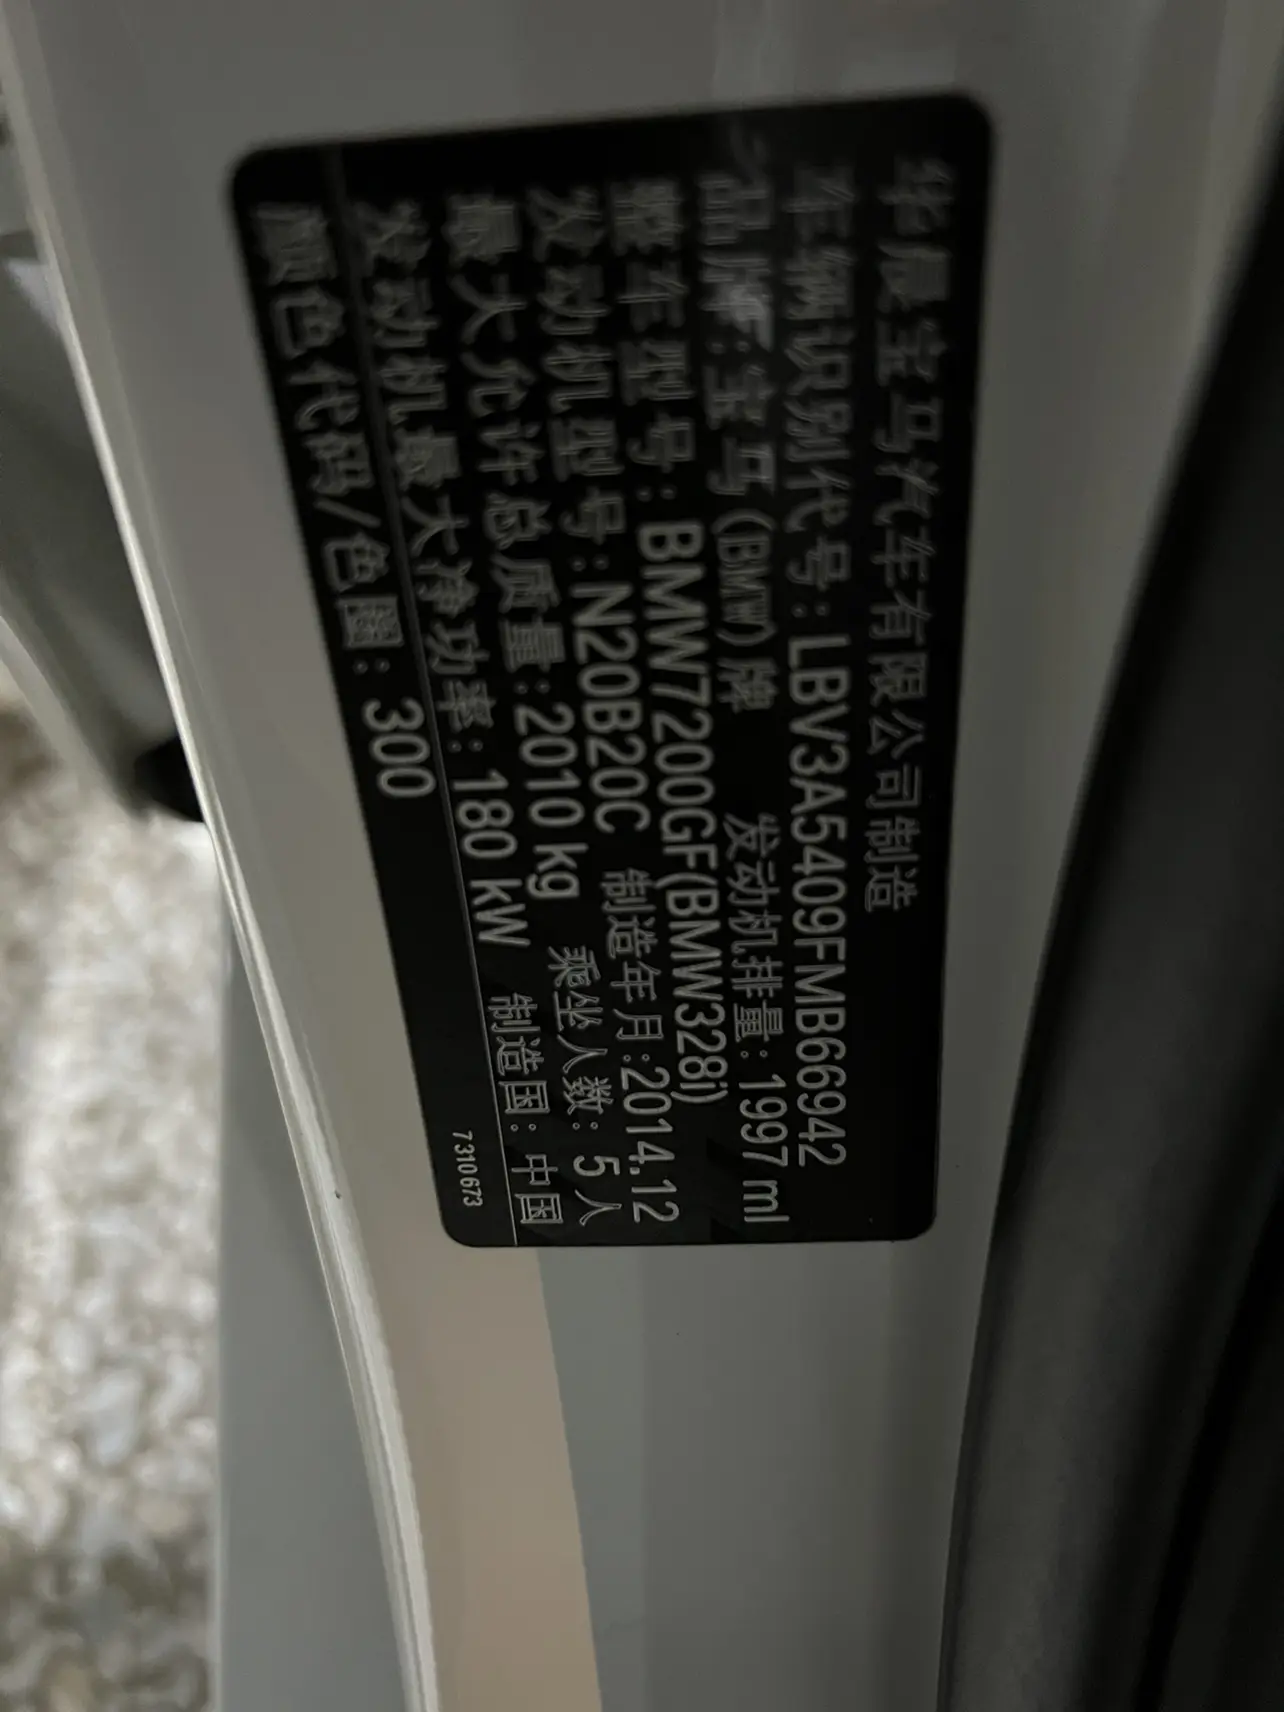 华晨宝马汽车有限公司制造
车辆识别代号：LBV3A5409FMB66942
品牌：宝马(BMW)牌 发动机排量：1997 ml
整车型号：BMW7200GF(BMW328i)
发动机型号：N20B20C 制造年月：2014.12
最大允许总质量：2010 kg 乘坐人数：5人
发动机最大净功率：180 kW 制造国：中国
颜色代码/色圖：300
7 310 673